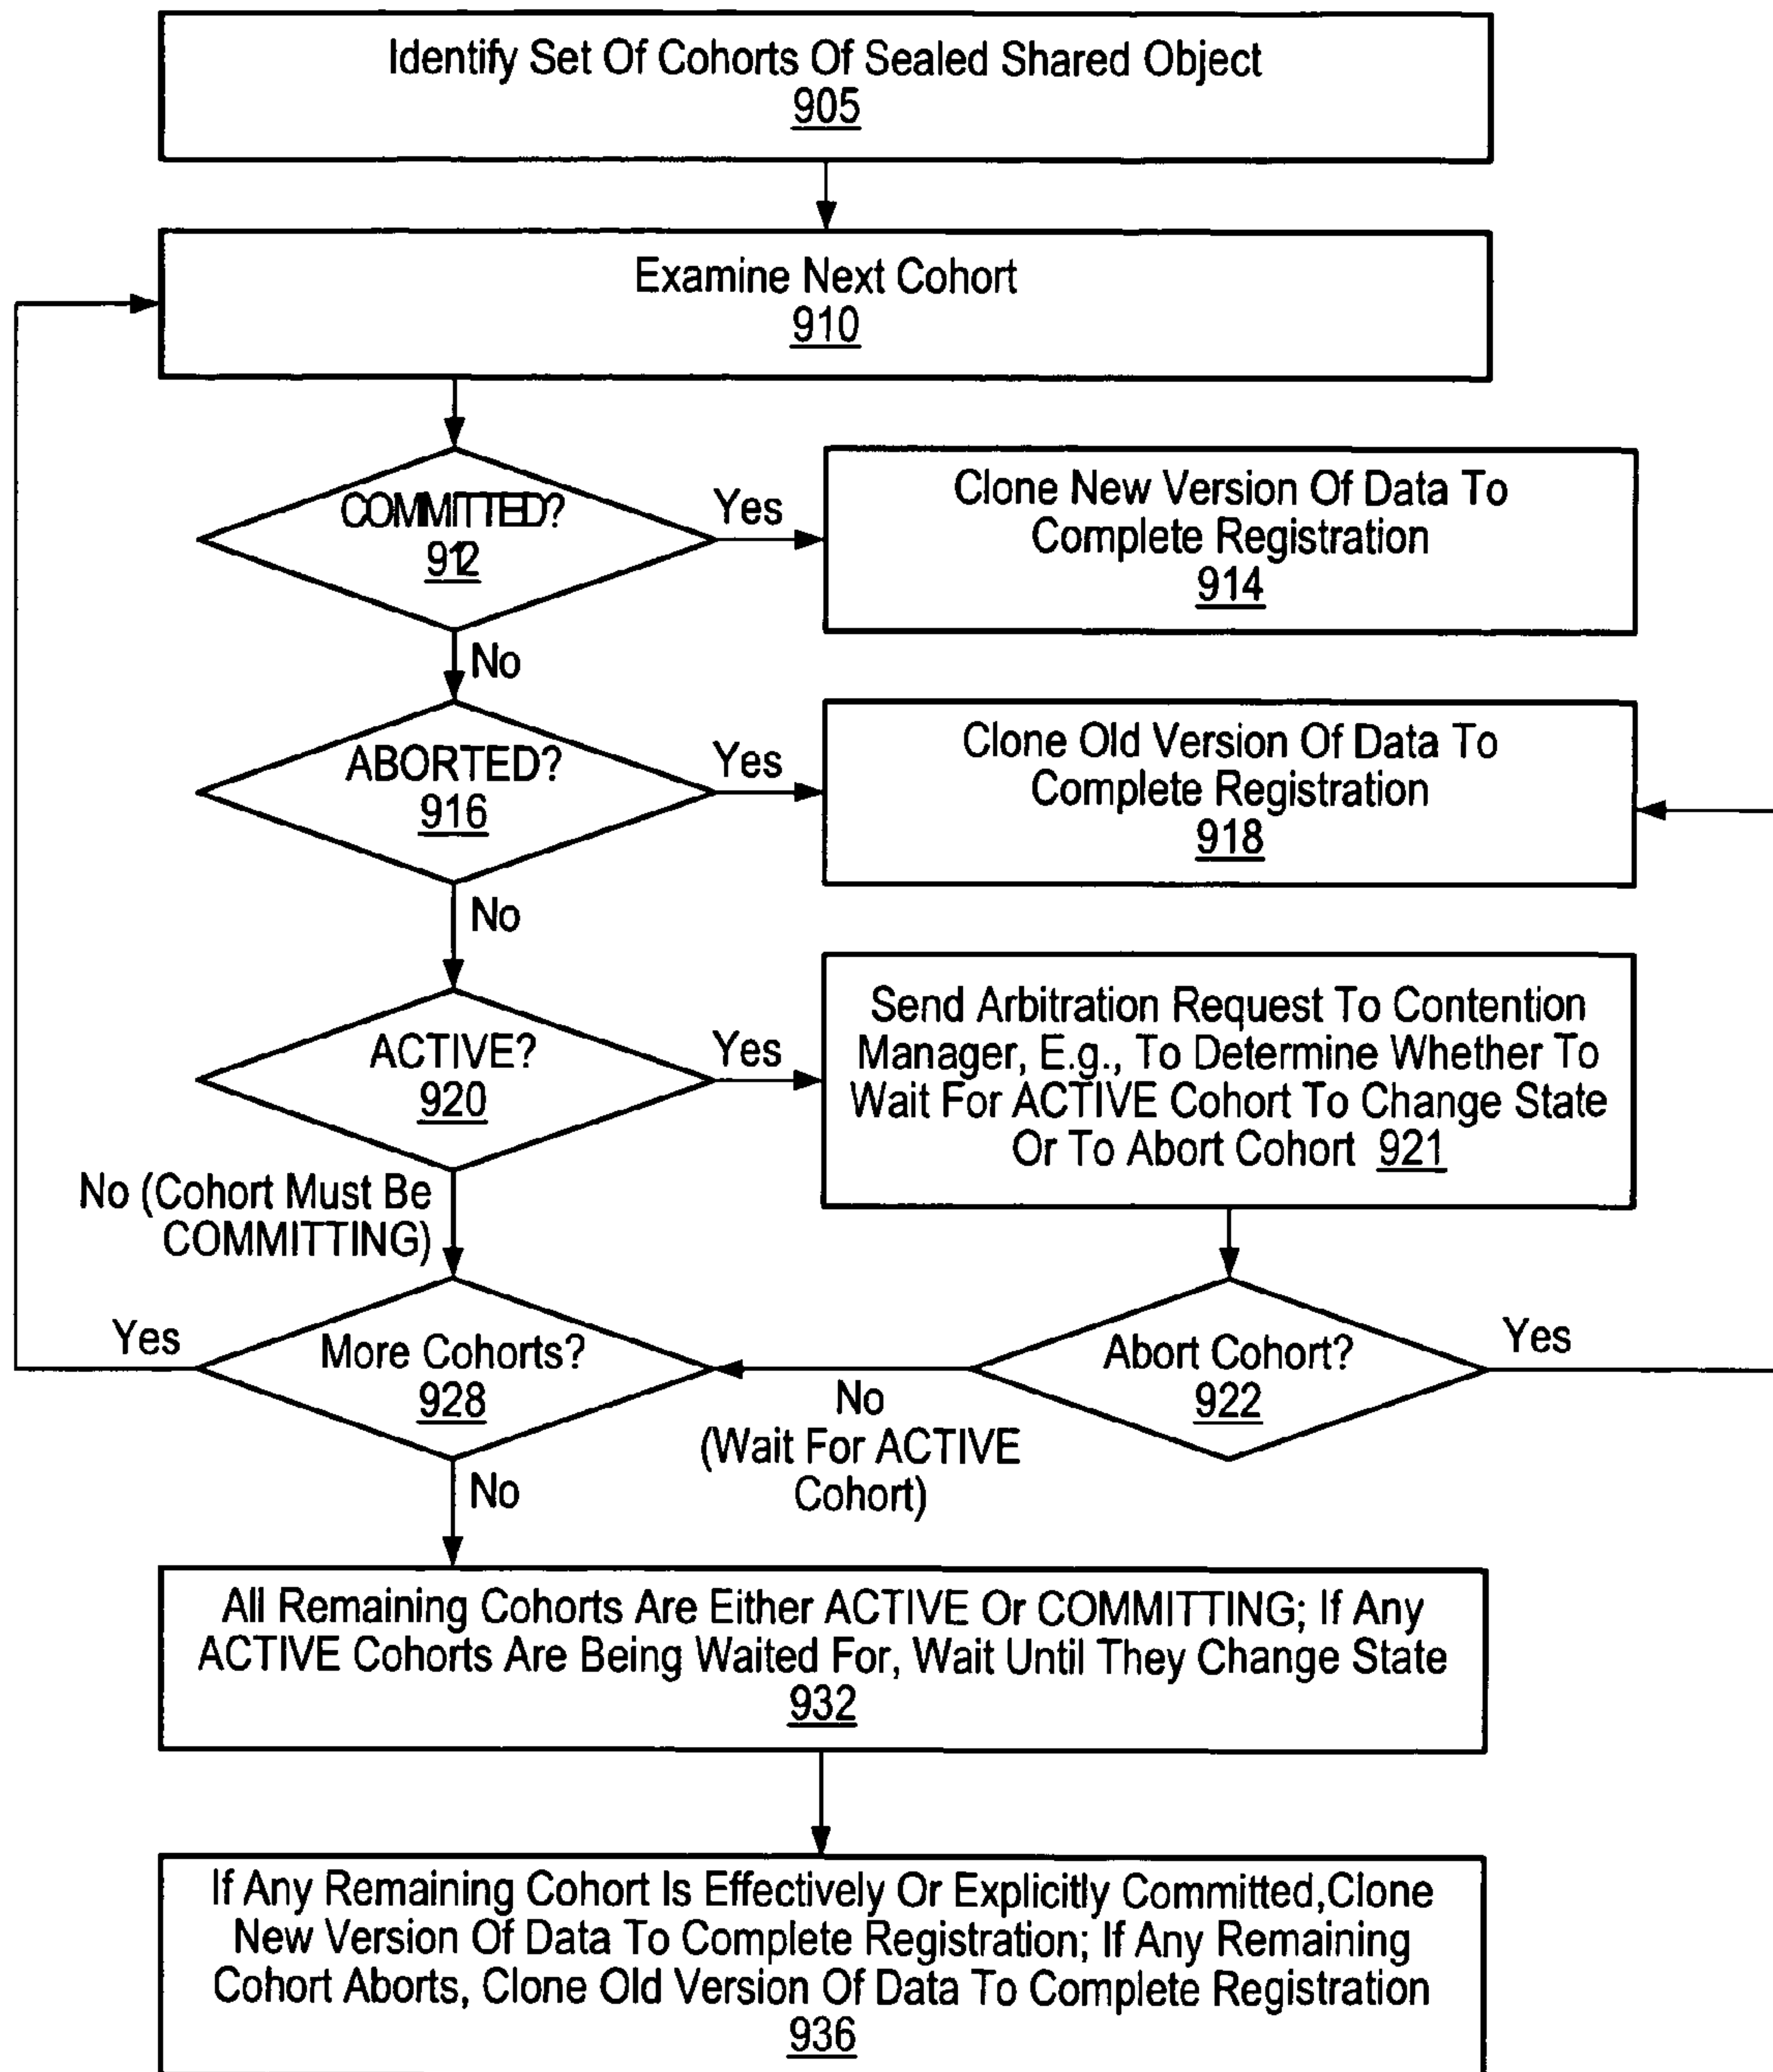 Identify Set Of Cohorts Of Sealed Shared Object
905
Examine Next Cohort
910
COMMITTED?
912
Yes
Clone New Version Of Data To
Complete Registration
914
No
ABORTED?
916
Yes
Clone Old Version Of Data To
Complete Registration
918
No
ACTIVE?
920
Yes
Send Arbitration Request To Contention
Manager, E.g., To Determine Whether To
Wait For ACTIVE Cohort To Change State
Or To Abort Cohort 921
No (Cohort Must Be
COMMITTING)
Yes
More Cohorts?
928
No
(Wait For ACTIVE
Cohort)
Abort Cohort?
922
Yes
No
All Remaining Cohorts Are Either ACTIVE Or COMMITTING; If Any
ACTIVE Cohorts Are Being Waited For, Wait Until They Change State
932
If Any Remaining Cohort Is Effectively Or Explicitly Committed,Clone
New Version Of Data To Complete Registration; If Any Remaining
Cohort Aborts, Clone Old Version Of Data To Complete Registration
936